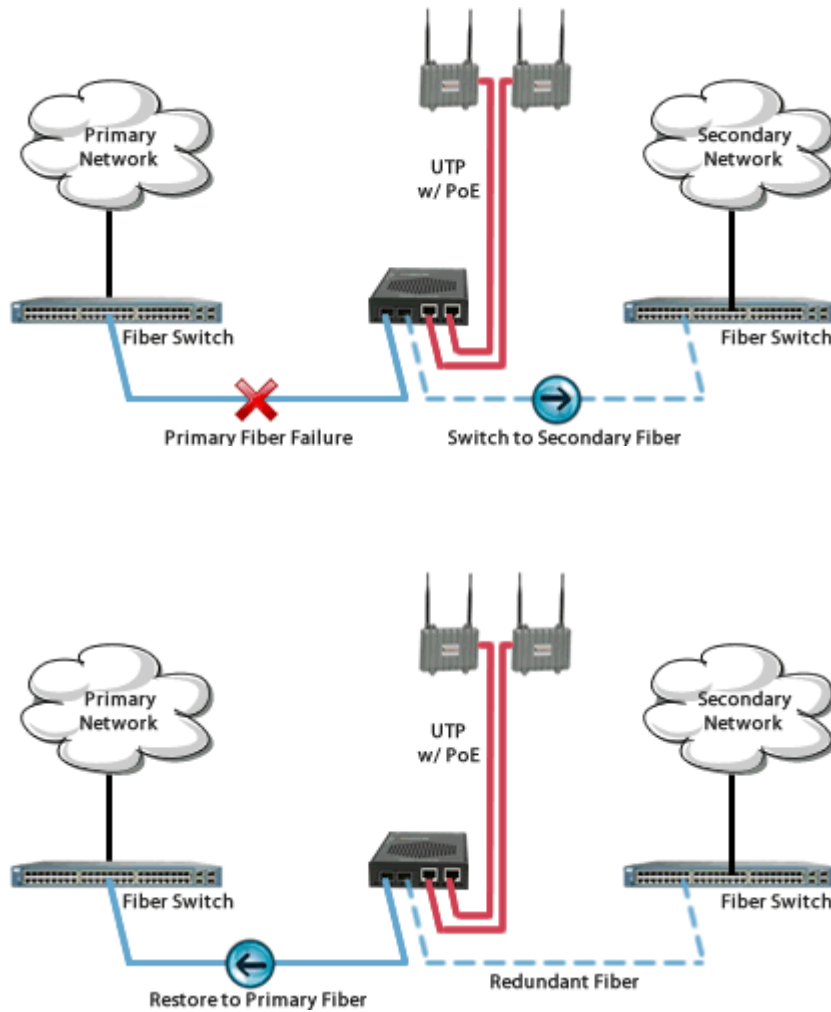 Primary
Network
Secondary
Network
UTP
w/ PoE
Fiber Switch
Fiber Switch
Primary Fiber Failure
Switch to Secondary Fiber
Primary
Network
Secondary
Network
UTP
w/ PoE
Fiber Switch
Fiber Switch
Redundant Fiber
Restore to Primary Fiber